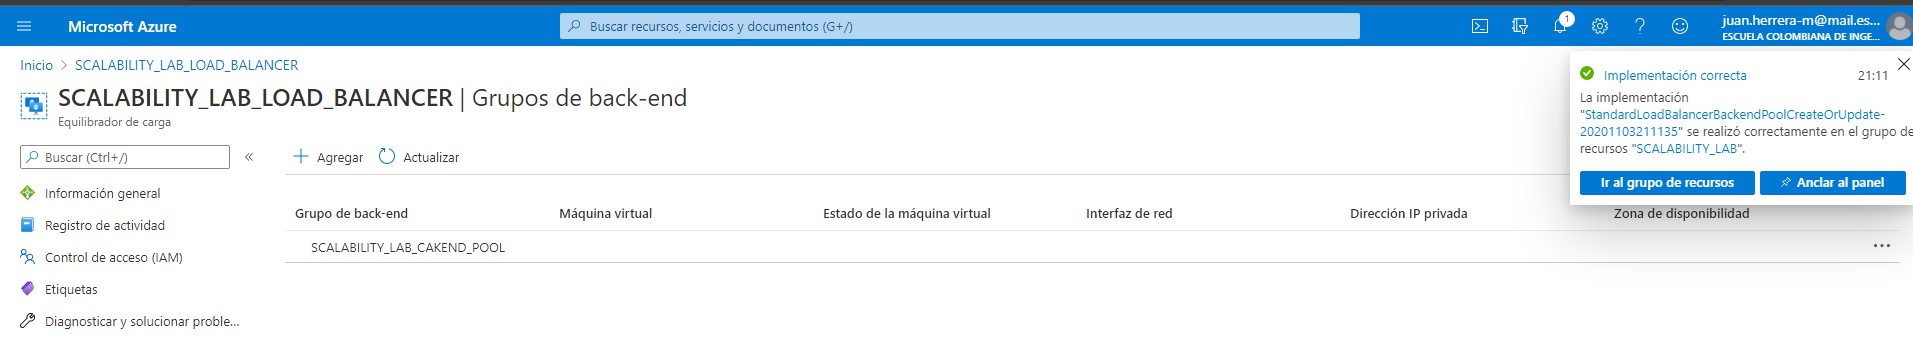 Microsoft Azure
Buscar recursos, servicios y documentos (G+/)
1
juan.herrera-m@mail.es...
ESCUELA COLOMBIANA DE INGE...
Inicio > SCALABILITY_LAB_LOAD_BALANCER
SCALABILITY_LAB_LOAD_BALANCER | Grupos de back-end
Equilibrador de carga
Implementación correcta 21:11
La implementación
"StandardLoadBalancerBackendPoolCreateOrUpdate-
20201103211135" se realizó correctamente en el grupo de
recursos "SCALABILITY_LAB".
Ir al grupo de recursos Anclar al panel
Buscar (Ctrl+/) «
Agregar Actualizar
Información general
Registro de actividad
Control de acceso (IAM)
Etiquetas
Diagnosticar y solucionar proble...
Grupo de back-end Máquina virtual Estado de la máquina virtual Interfaz de red Dirección IP privada Zona de disponibilidad
SCALABILITY_LAB_CAKEND_POOL ...